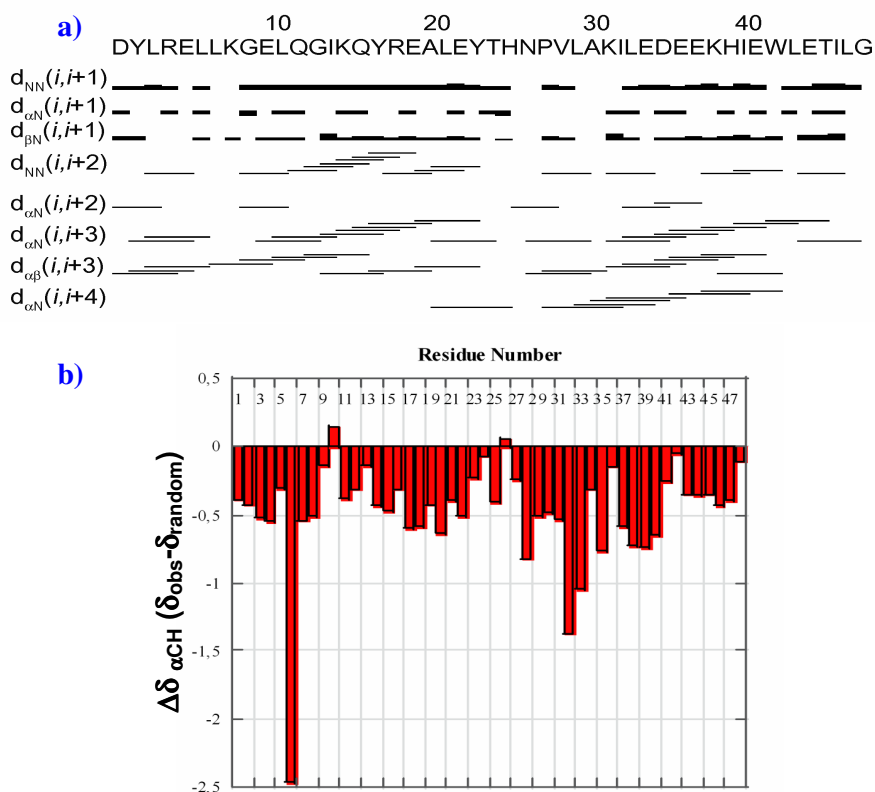 a)
10 20 30 40
DYLRELLKGELQGIKQYREALEYTHNPVLAKILEDEEKHIEWLETILG
dNN(i,i+1)
dαN(i,i+1)
dβN(i,i+1)
dNN(i,i+2)
dαN(i,i+2)
dαN(i,i+3)
dαβ(i,i+3)
dαN(i,i+4)
b)
Residue Number
0,5
1 3 5 7 9 11 13 15 17 19 21 23 25 27 29 31 33 35 37 39 41 43 45 47
0
-0,5
-1
-1,5
-2
-2,5
Δδ αCH (δobs-δrandom)